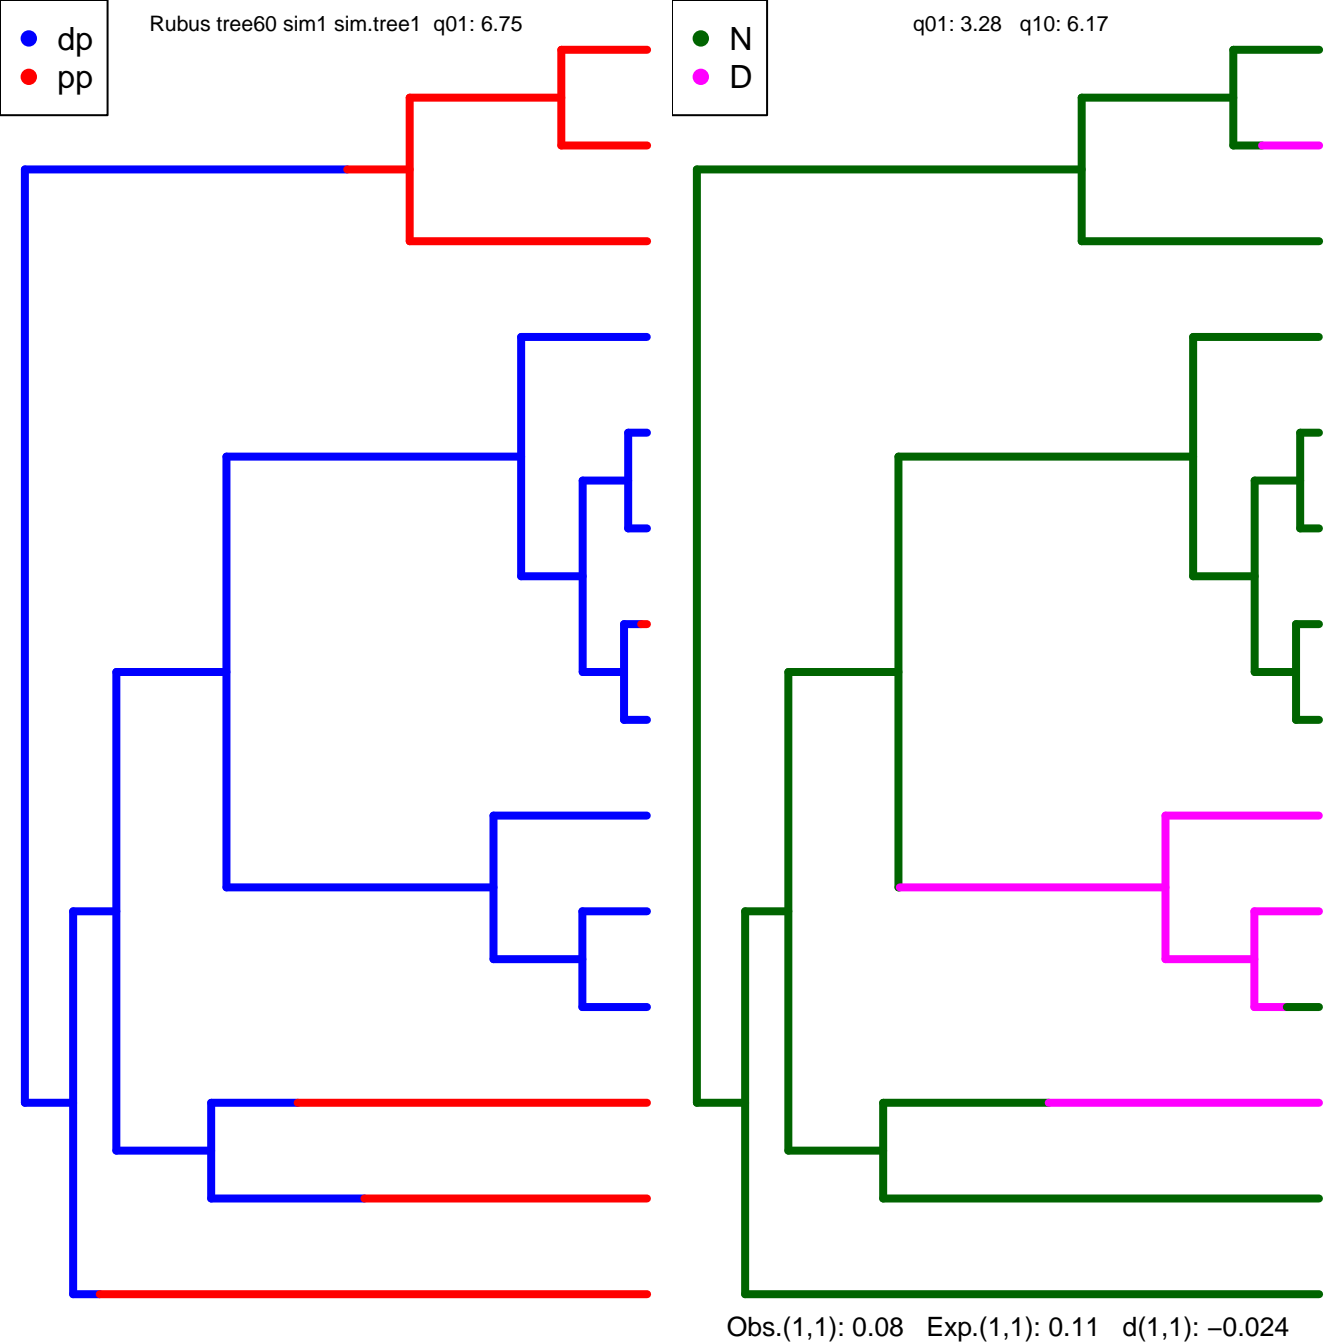 Rubus tree60 sim1 sim.tree1  q01: 6.75
q01: 3.28   q10: 6.17
dp
pp
N
D
Obs.(1,1): 0.08   Exp.(1,1): 0.11   d(1,1): −0.024